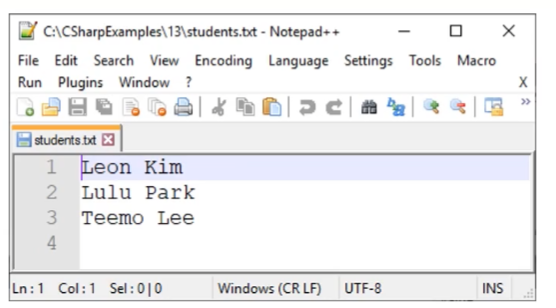 C:\CSharpExamples\13\students.txt - Notepad++
File Edit Search View Encoding Language Settings Tools Macro
Run Plugins Window ? X
students.txt
1 Leon Kim
2 Lulu Park
3 Teemo Lee
4
Ln:1 Col:1 Sel:0|0 Windows (CR LF) UTF-8 INS